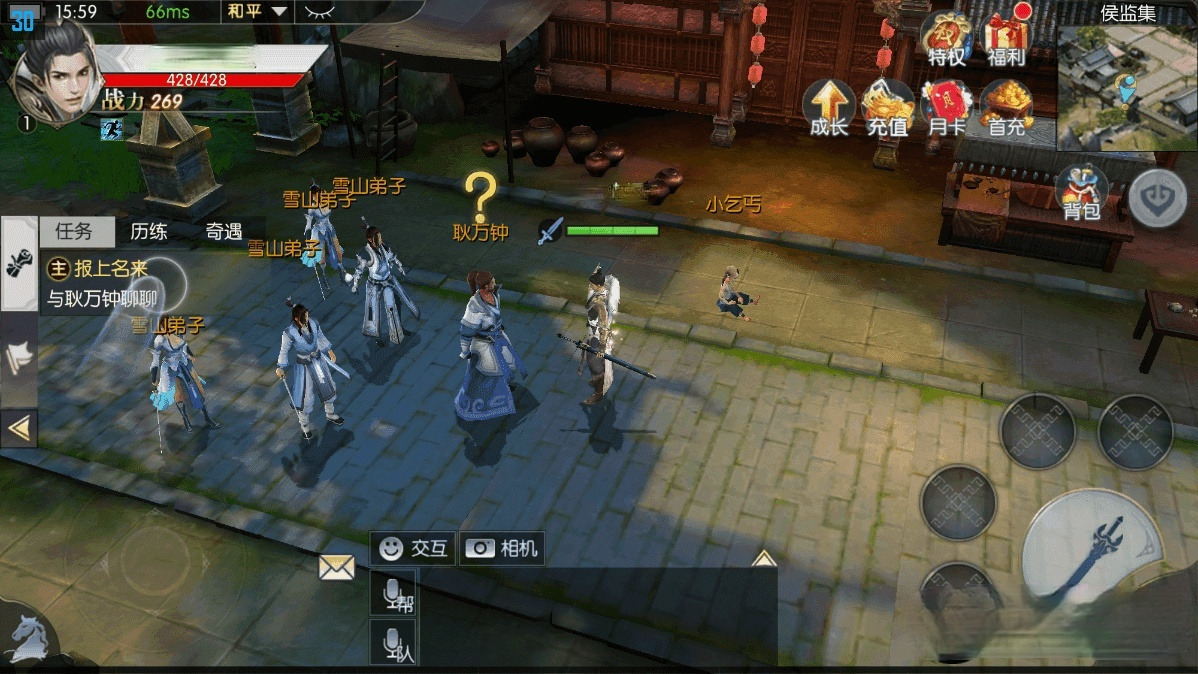 30
15:59
66ms
和平
侯监集
428/428
战力 269
1
特权
福利
成长
充值
月卡
首充
背包
雪山弟子
雪山弟子
雪山弟子
雪山弟子
耿万钟
小乞丐
任务
历练
奇遇
主 报上名来
与耿万钟聊聊
交互
相机
帮
队